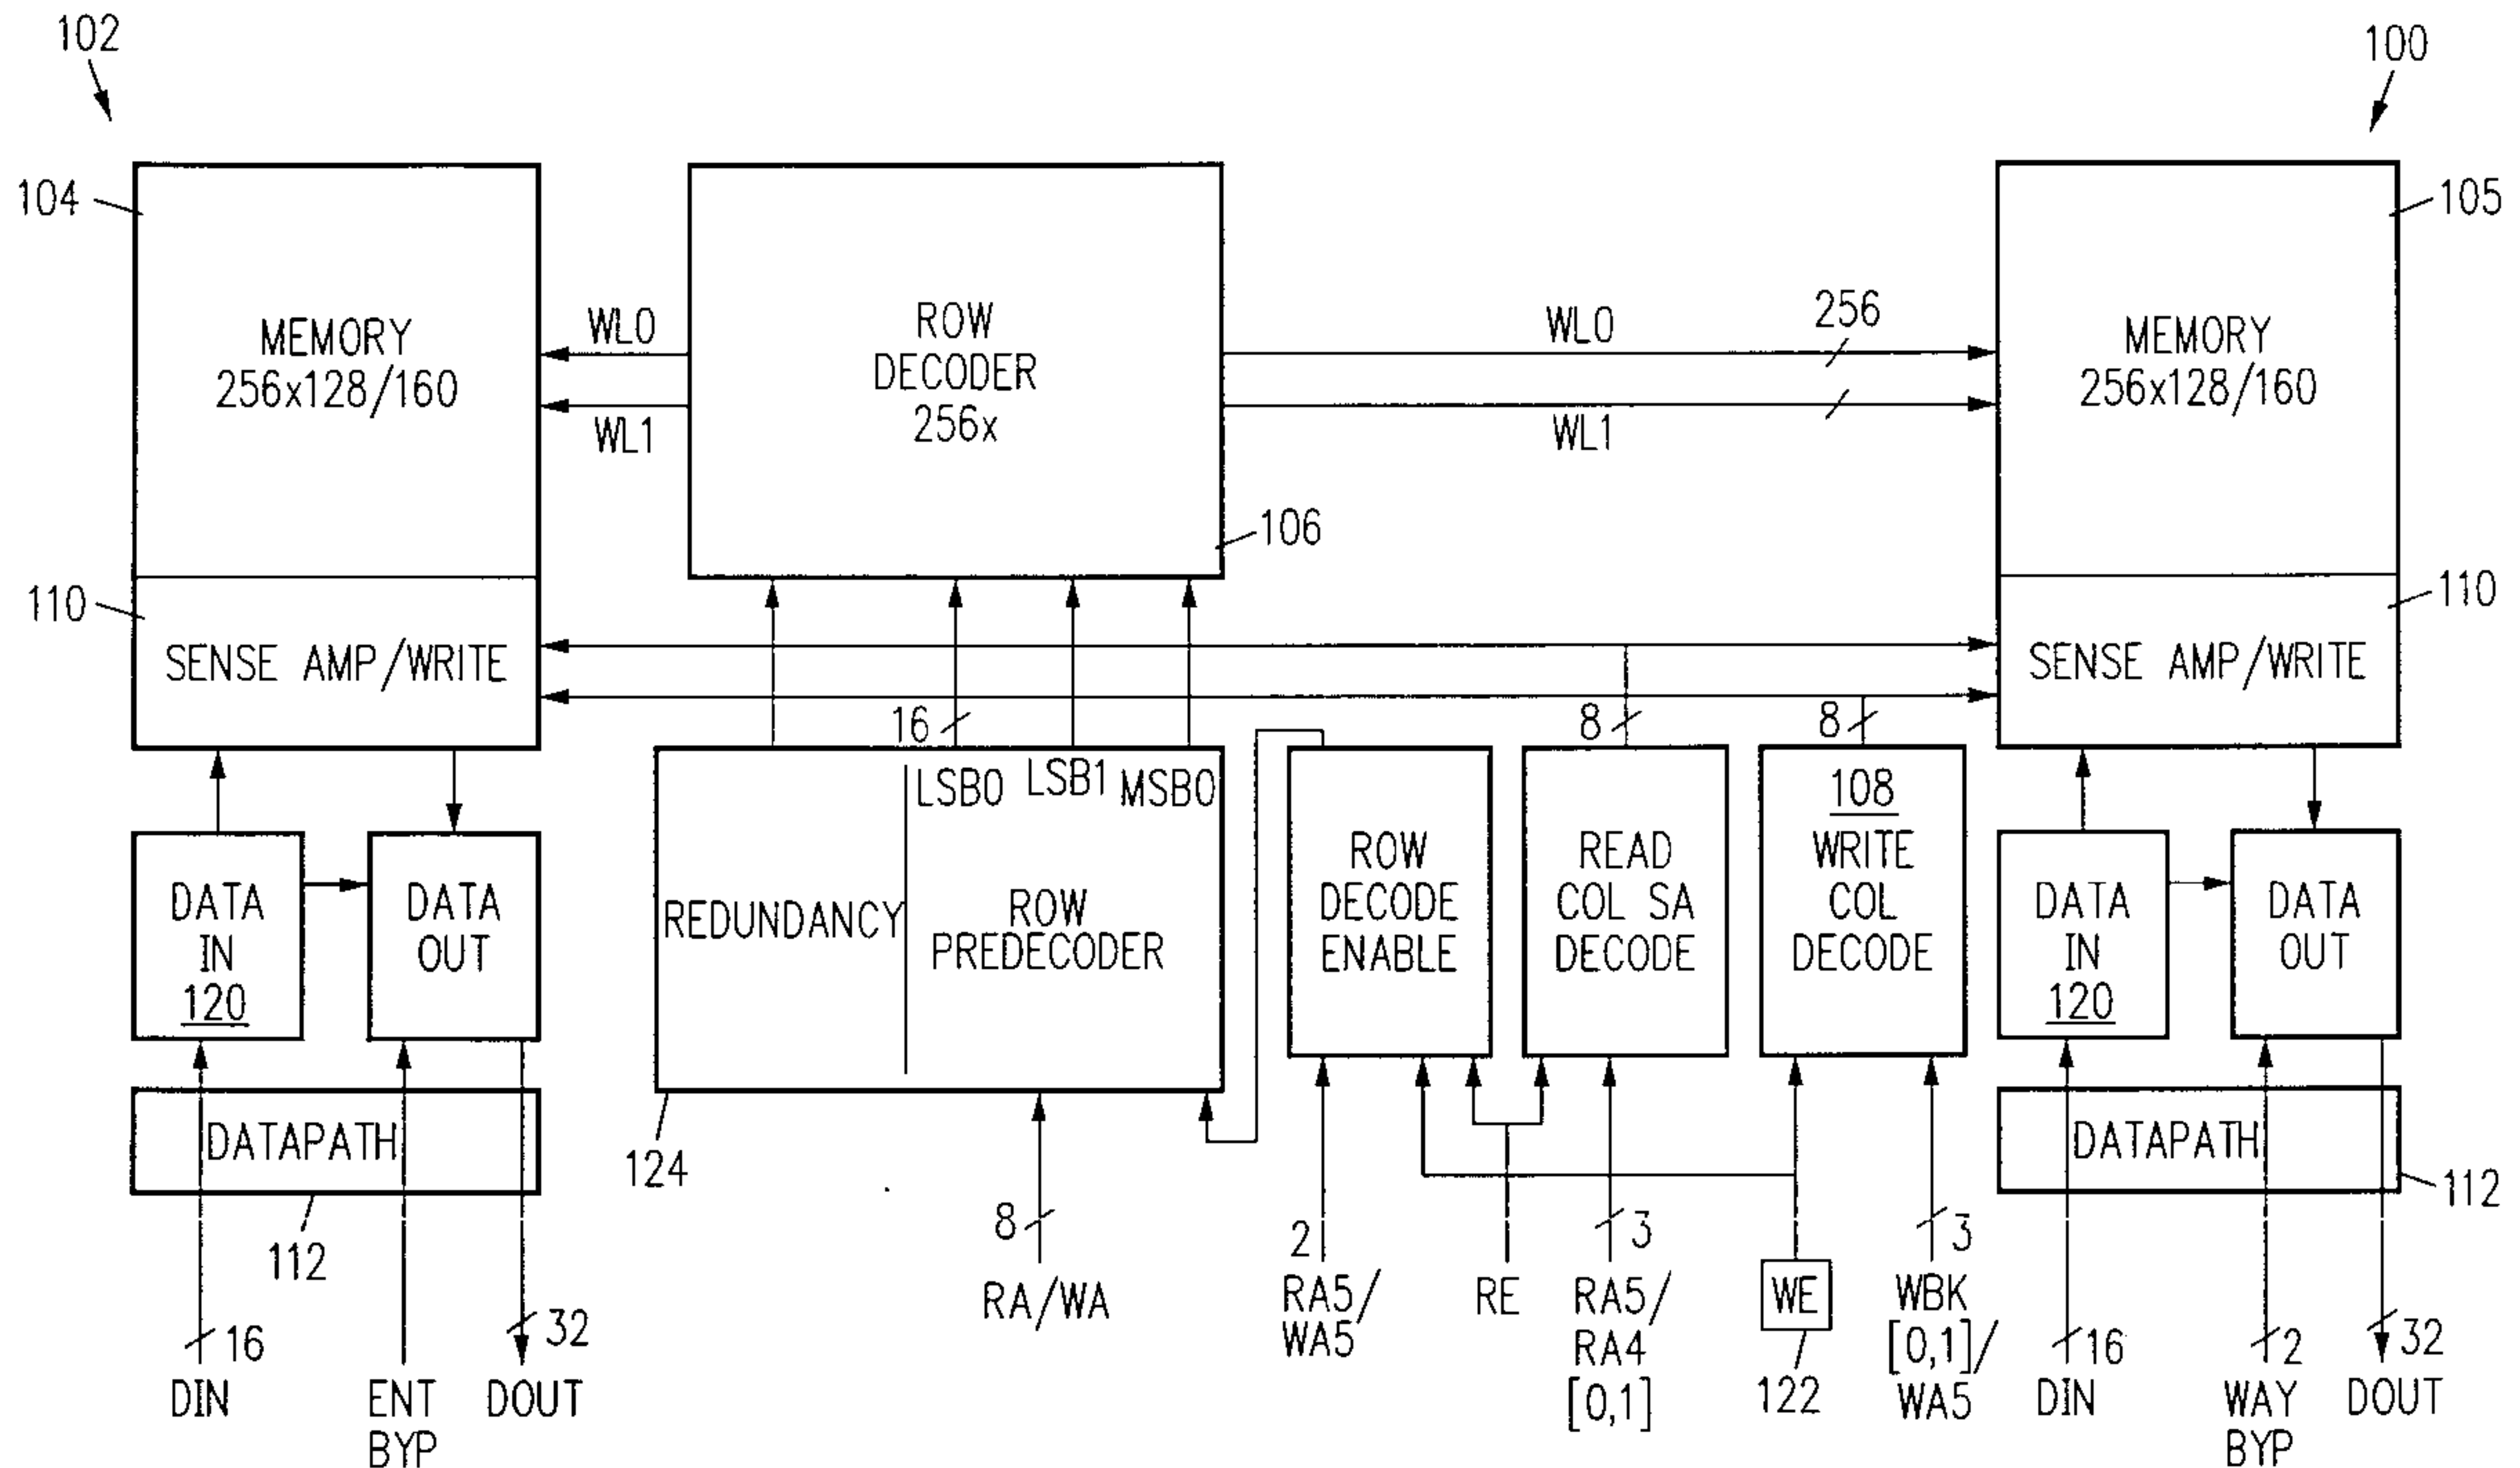 102
100
104
105
MEMORY
256x128/160
WL0
WL1
ROW
DECODER
256x
WL0
256
WL1
MEMORY
256x128/160
106
110
SENSE AMP/WRITE
110
SENSE AMP/WRITE
16
8
8
LSB0
LSB1
MSB0
REDUNDANCY
ROW
PREDECODER
ROW
DECODE
ENABLE
READ
COL SA
DECODE
108
WRITE
COL
DECODE
DATA
IN
120
DATA
OUT
DATA
IN
120
DATA
OUT
DATAPATH
112
124
DATAPATH
112
8
RA/WA
2
RA5/
WA5
RE
3
RA5/
RA4
[0,1]
WE
122
3
WBK
[0,1]/
WA5
16
DIN
ENT
BYP
32
DOUT
16
DIN
2
WAY
BYP
32
DOUT